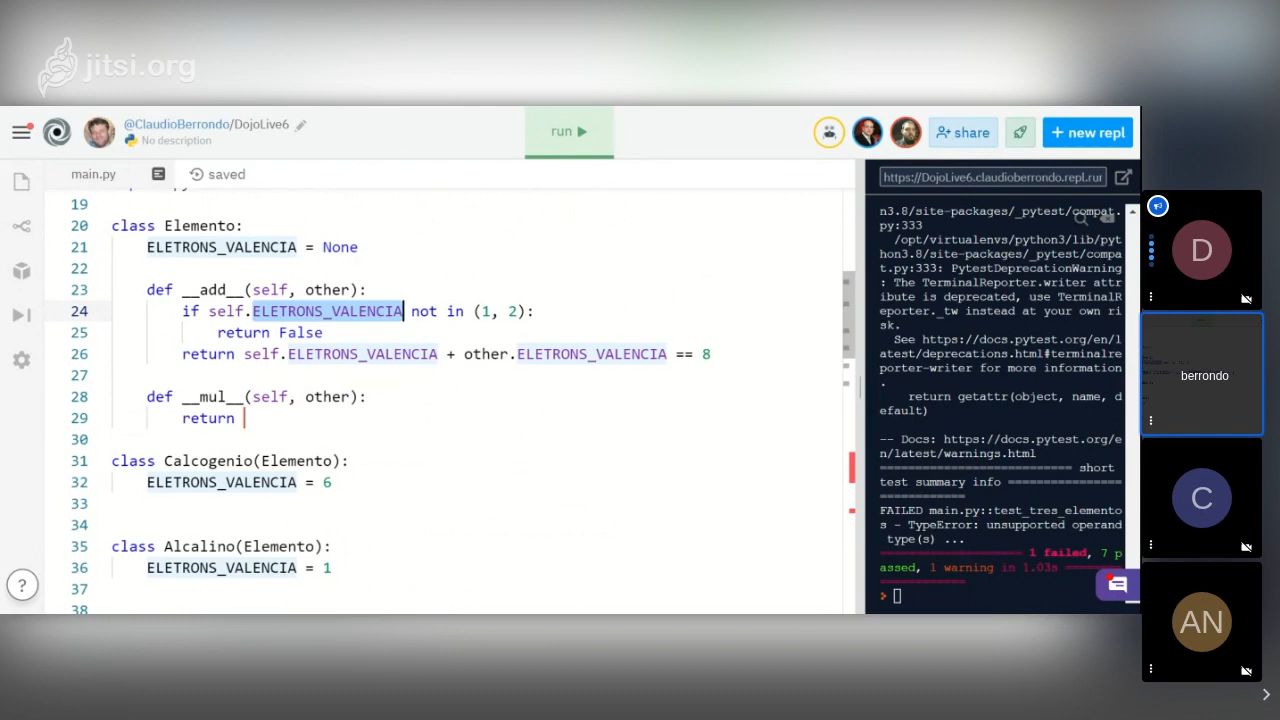 jitsi.org
@ClaudioBerrondo/DojoLive6
No description
run
share
+ new repl
main.py
saved
https://DojoLive6.claudioberrondo.repl.rur
19
20 class Elemento:
21 ELETRONS_VALENCIA = None
22
23 def __add__(self, other):
24 if self.ELETRONS_VALENCIA not in (1, 2):
25 return False
26 return self.ELETRONS_VALENCIA + other.ELETRONS_VALENCIA == 8
27
28 def __mul__(self, other):
29 return
30
31 class Calcogenio(Elemento):
32 ELETRONS_VALENCIA = 6
33
34
35 class Alcalino(Elemento):
36 ELETRONS_VALENCIA = 1
37
38
?
n3.8/site-packages/_pytest/compat.
py:333
/opt/virtualenvs/python3/lib/pyt
hon3.8/site-packages/_pytest/compa
t.py:333: PytestDeprecationWarning
: The TerminalReporter.writer attr
ibute is deprecated, use TerminalR
eporter._tw instead at your own ri
sk.
See https://docs.pytest.org/en/l
atest/deprecations.html#terminalre
porter-writer for more information
.
return getattr(object, name, d
efault)
-- Docs: https://docs.pytest.org/e
n/latest/warnings.html
=========================== short
test summary info ================
=============
FAILED main.py::test_tres_elemento
s - TypeError: unsupported operand
type(s) ...
==================== 1 failed, 7 p
assed, 1 warning in 1.03s ========
=============
D
berrondo
C
AN